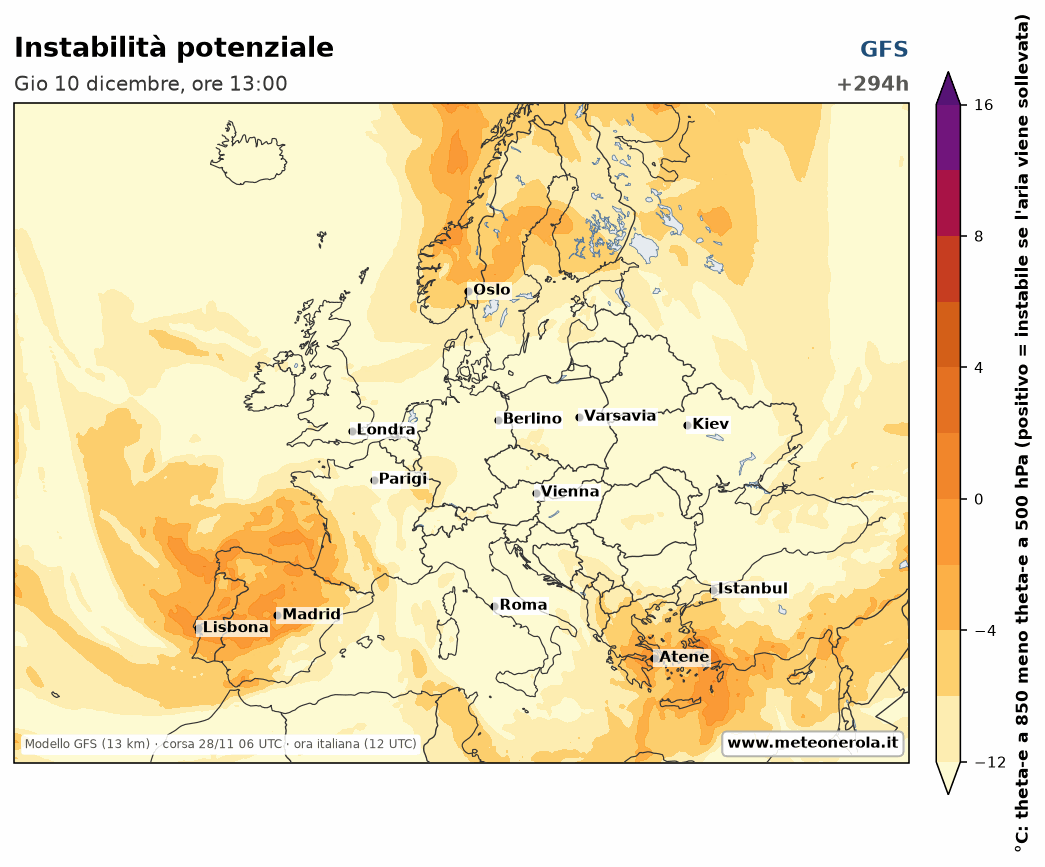 Instabilità potenziale
GFS
Gio 10 dicembre, ore 13:00
+294h
Oslo
Berlino
Varsavia
Kiev
Londra
Parigi
Vienna
Istanbul
Roma
Madrid
Lisbona
Atene
Modello GFS (13 km) · corsa 28/11 06 UTC · ora italiana (12 UTC)
www.meteonerola.it
16
8
4
0
−4
−12
°C: theta-e a 850 meno theta-e a 500 hPa (positivo = instabile se l'aria viene sollevata)